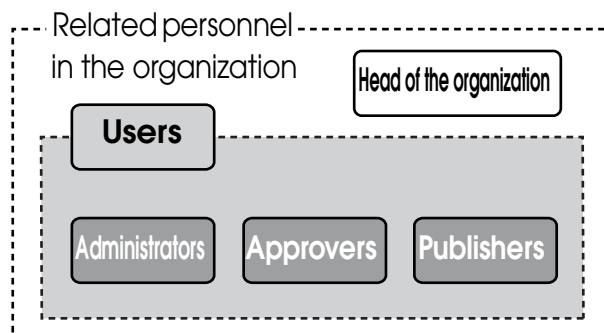 Related personnel
in the organization
Head of the organization
Users
Administrators
Approvers
Publishers